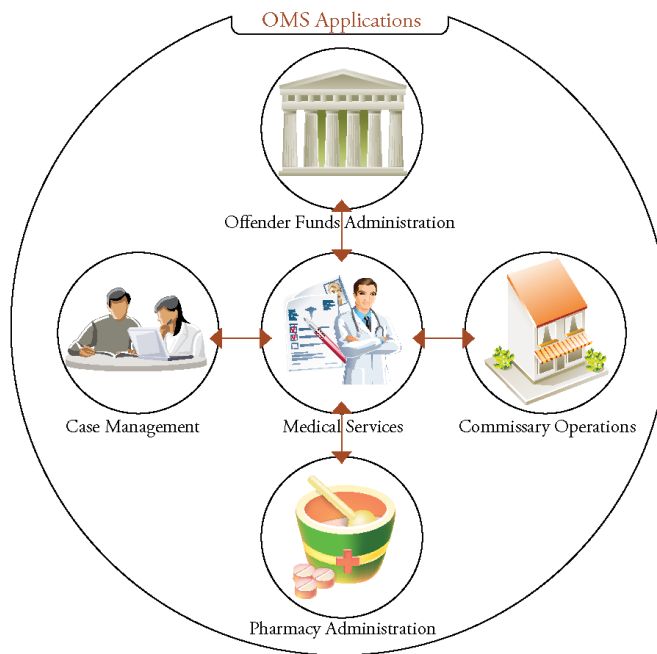 OMS Applications
Offender Funds Administration
Case Management
Medical Services
Commissary Operations
Pharmacy Administration